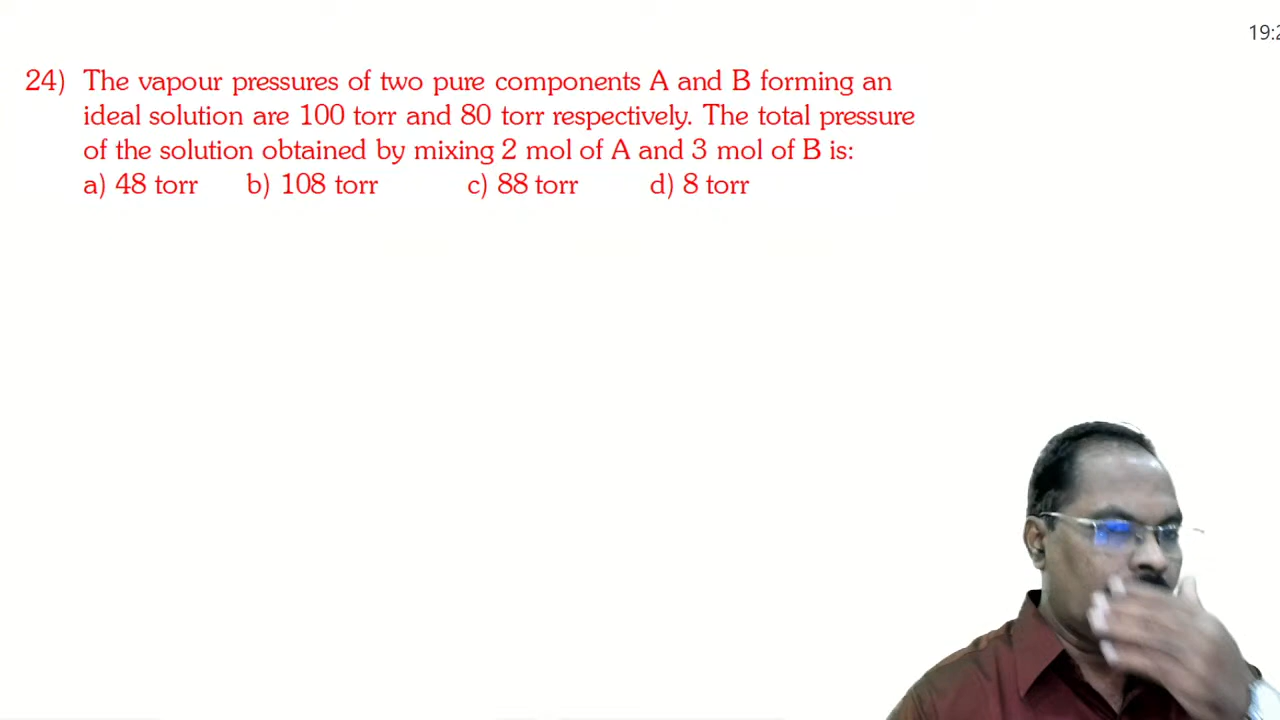 24) The vapour pressures of two pure components A and B forming an
ideal solution are 100 torr and 80 torr respectively. The total pressure
of the solution obtained by mixing 2 mol of A and 3 mol of B is:
a) 48 torr b) 108 torr c) 88 torr d) 8 torr